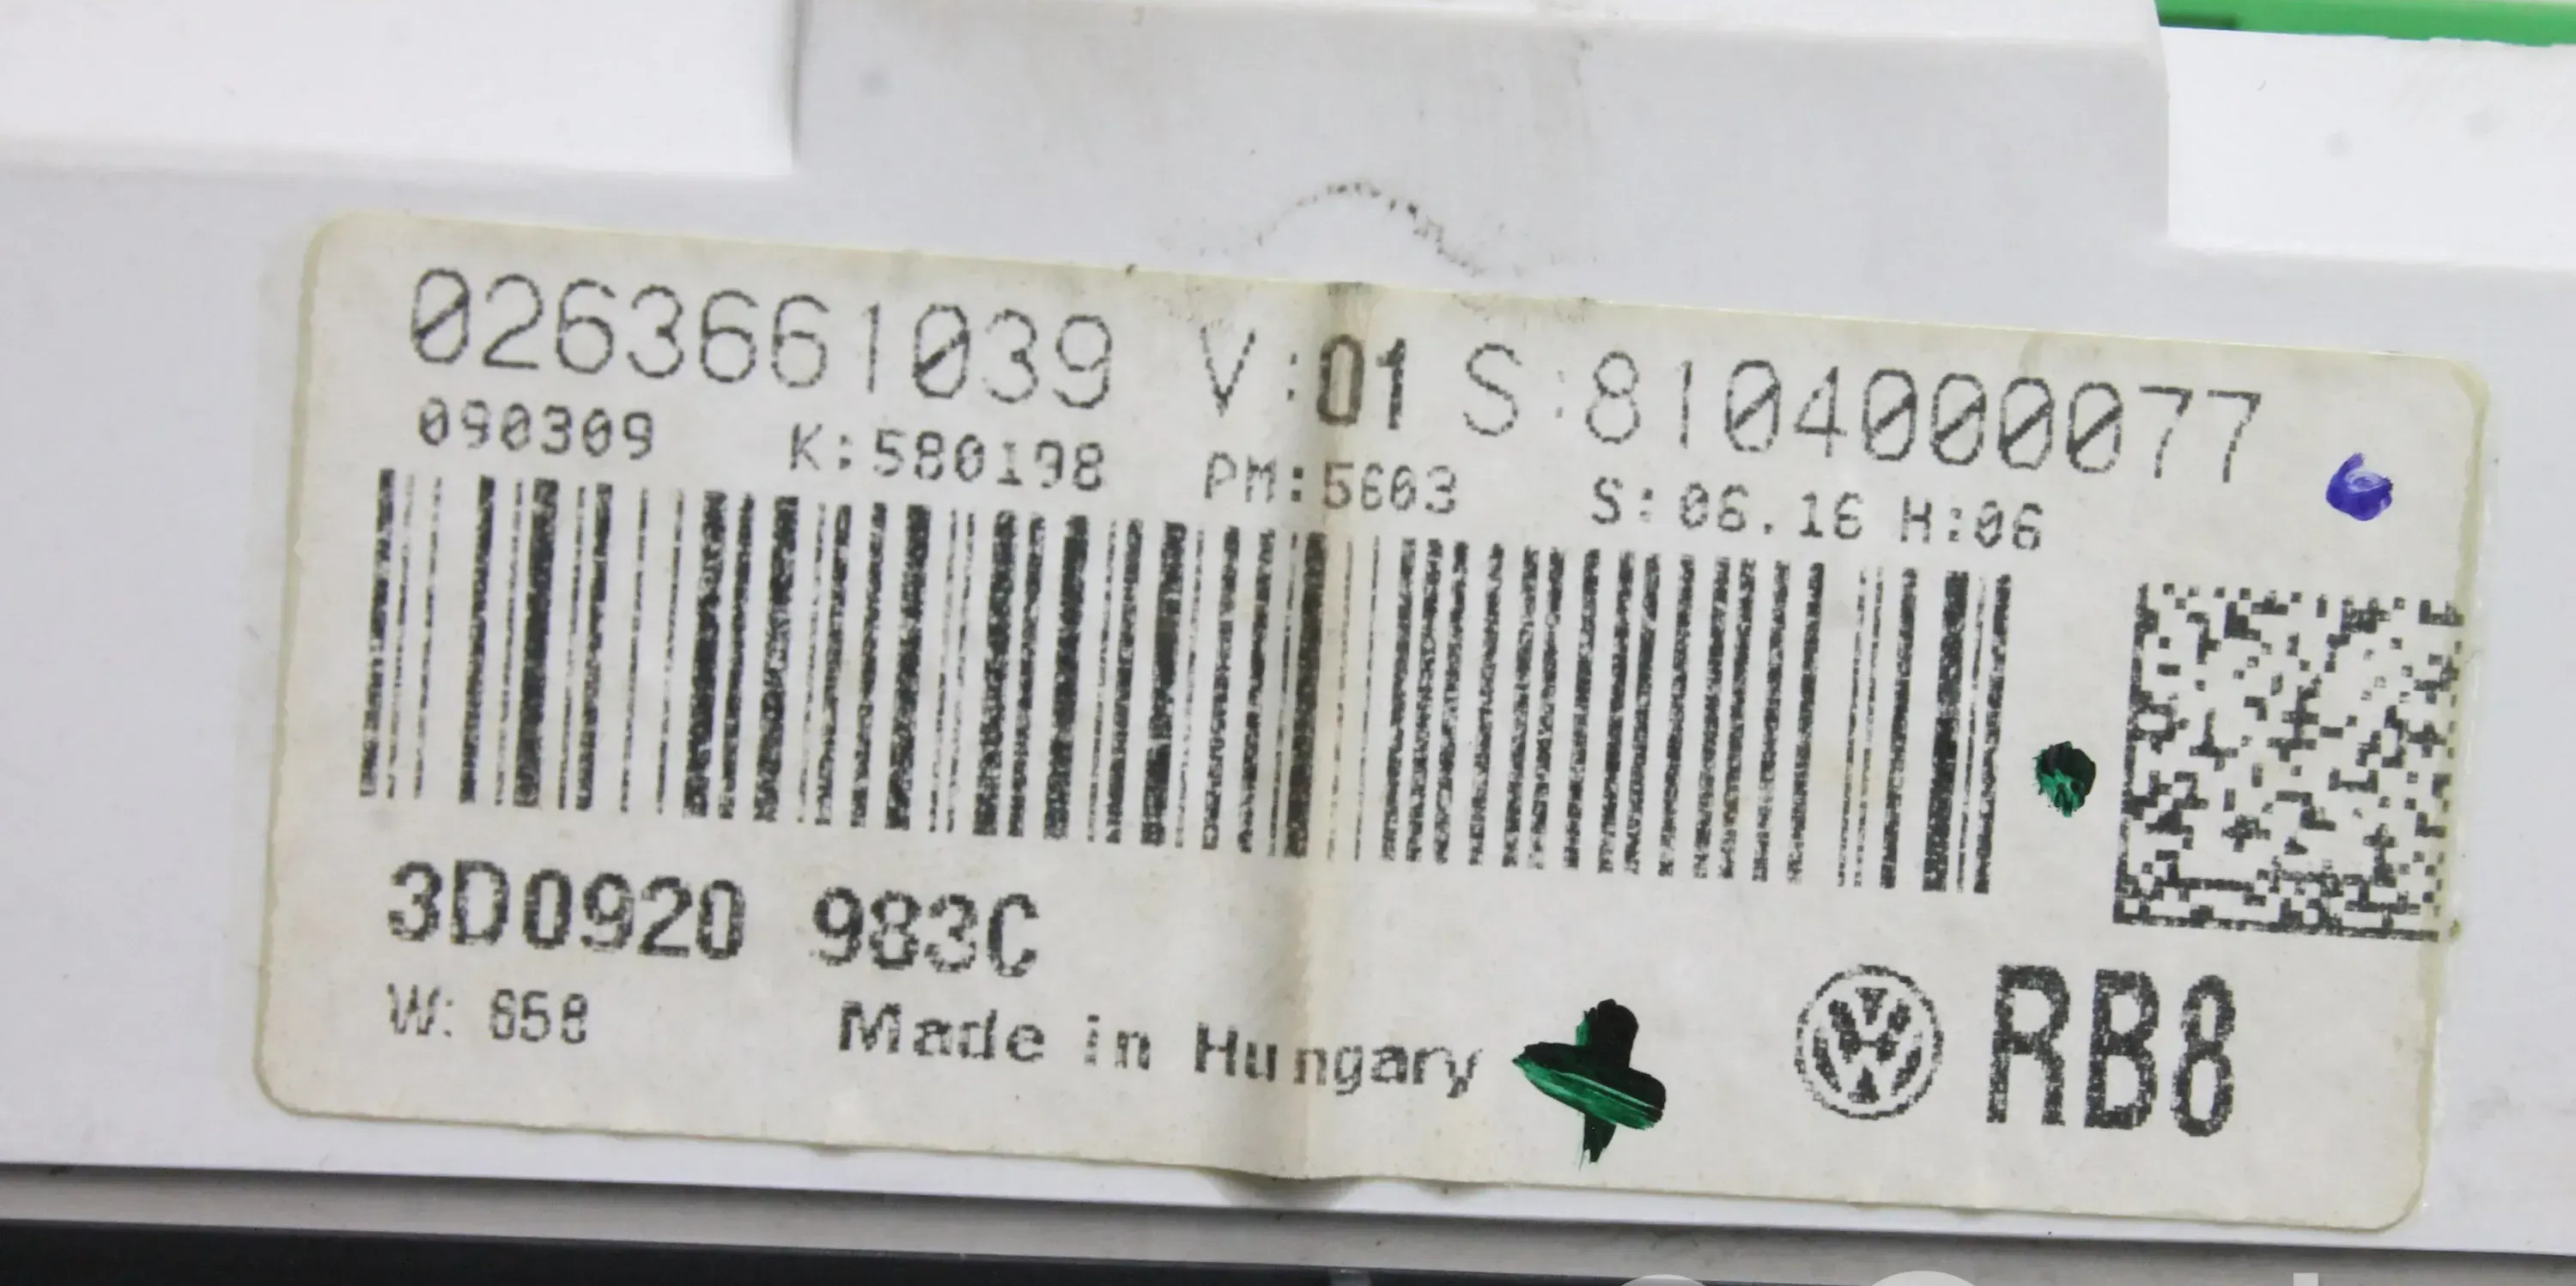 0263661039 V:01 S:8104000077
090309 K:580198 PM:5603 S:06.16 H:06
3D0920 983C
W: 658 Made in Hungary
RB8